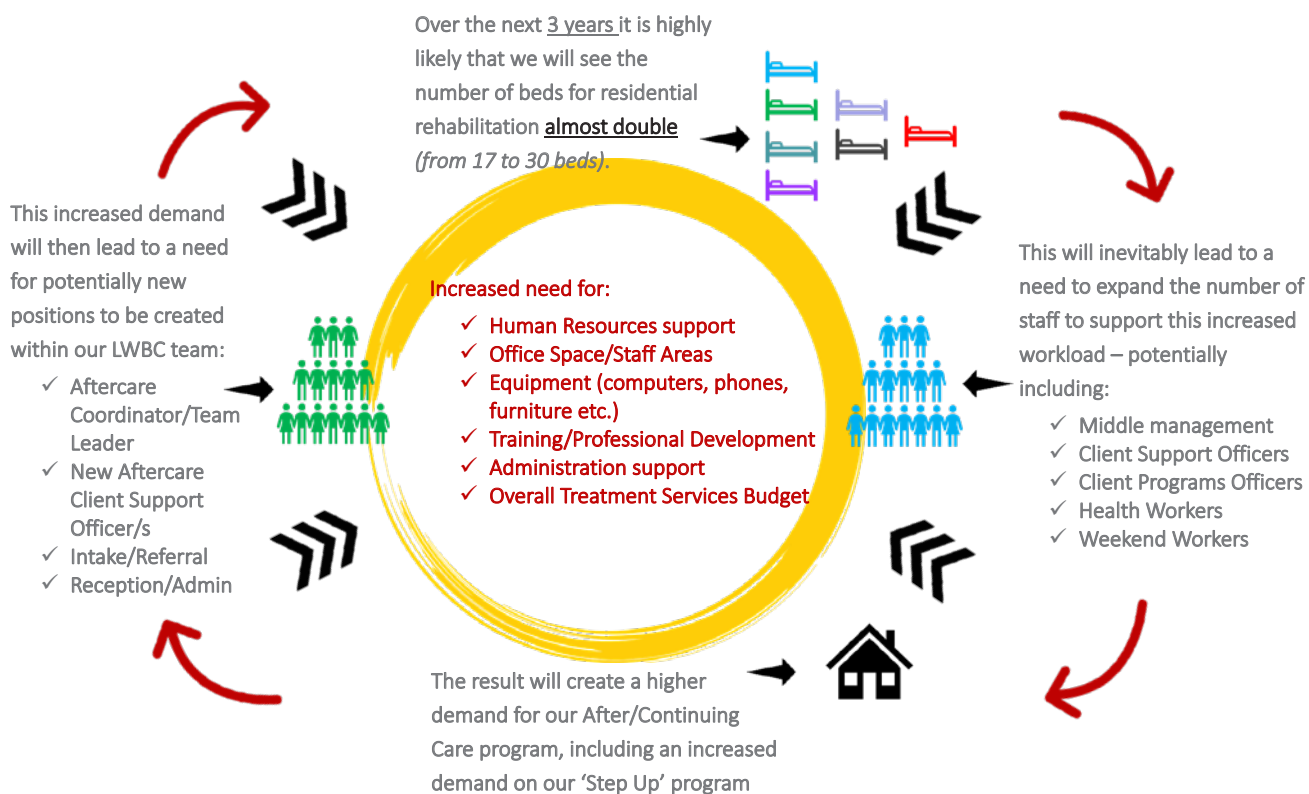 Over the next 3 years it is highly
likely that we will see the
number of beds for residential
rehabilitation almost double
(from 17 to 30 beds).
This will inevitably lead to a
need to expand the number of
staff to support this increased
workload – potentially
including:
✓ Middle management
✓ Client Support Officers
✓ Client Programs Officers
✓ Health Workers
✓ Weekend Workers
The result will create a higher
demand for our After/Continuing
Care program, including an increased
demand on our ‘Step Up’ program
This increased demand
will then lead to a need
for potentially new
positions to be created
within our LWBC team:
✓ Aftercare
Coordinator/Team
Leader
✓ New Aftercare
Client Support
Officer/s
✓ Intake/Referral
✓ Reception/Admin
Increased need for:
✓ Human Resources support
✓ Office Space/Staff Areas
✓ Equipment (computers, phones,
furniture etc.)
✓ Training/Professional Development
✓ Administration support
✓ Overall Treatment Services Budget